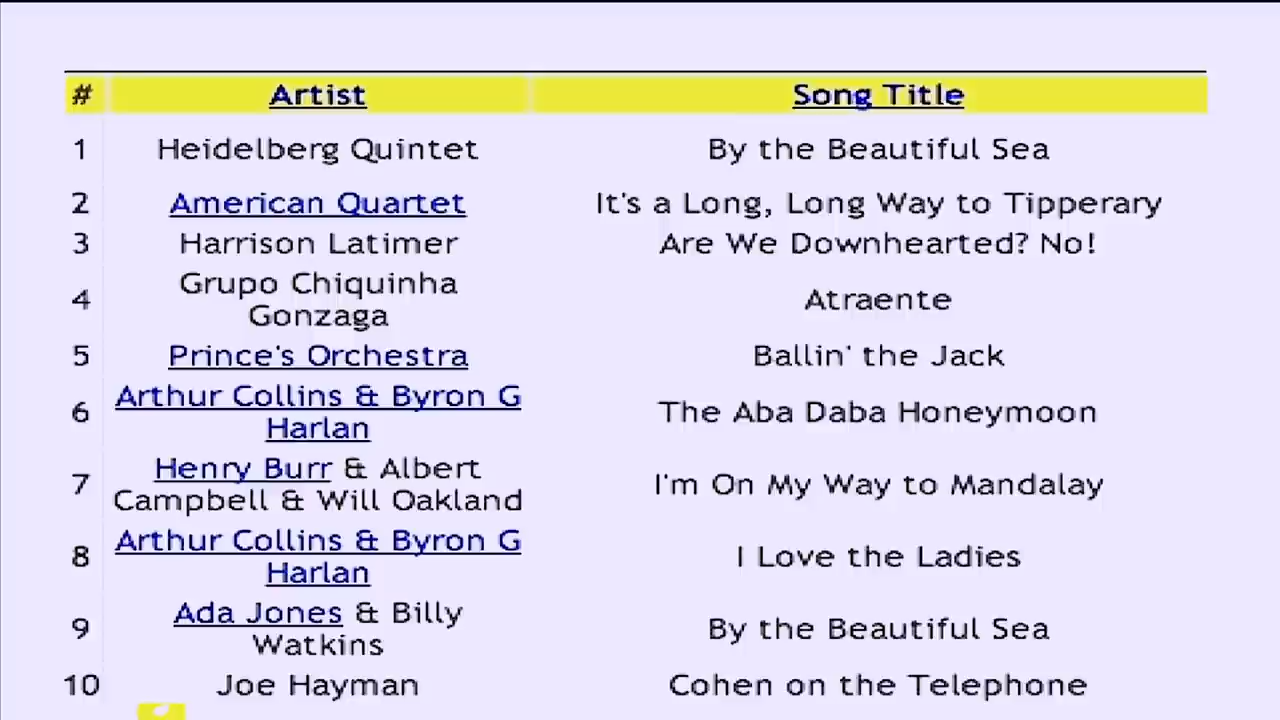 # Artist Song Title
1 Heidelberg Quintet By the Beautiful Sea
2 American Quartet It's a Long, Long Way to Tipperary
3 Harrison Latimer Are We Downhearted? No!
4 Grupo Chiquinha Gonzaga Atraente
5 Prince's Orchestra Ballin' the Jack
6 Arthur Collins & Byron G Harlan The Aba Daba Honeymoon
7 Henry Burr & Albert Campbell & Will Oakland I'm On My Way to Mandalay
8 Arthur Collins & Byron G Harlan I Love the Ladies
9 Ada Jones & Billy Watkins By the Beautiful Sea
10 Joe Hayman Cohen on the Telephone